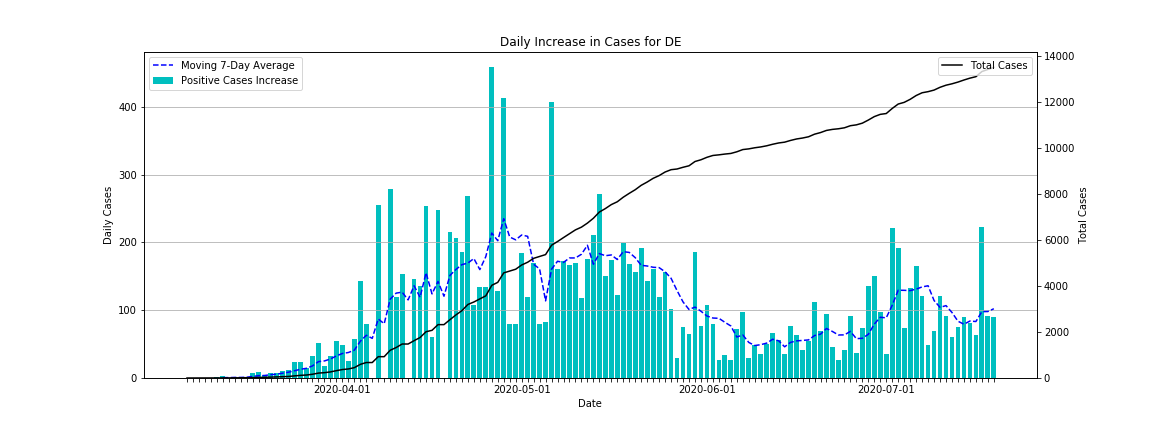 Daily Increase in Cases for DE
Moving 7-Day Average
Positive Cases Increase
Total Cases
400
300
200
100
0
Daily Cases
14000
12000
10000
8000
6000
4000
2000
0
Total Cases
2020-04-01
2020-05-01
2020-06-01
2020-07-01
Date